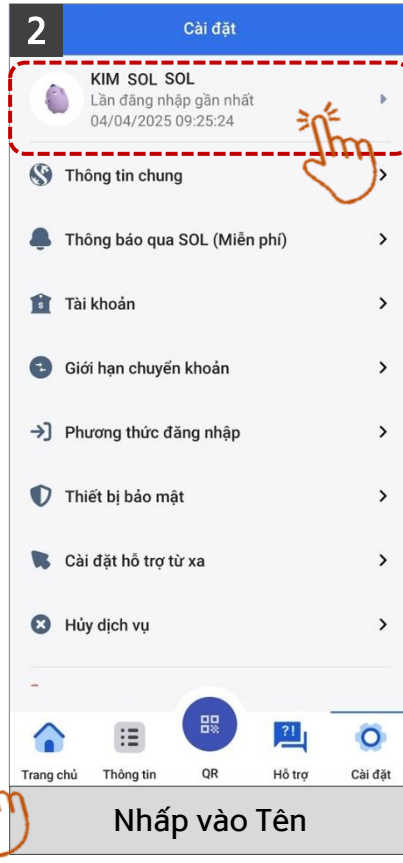 2
Cài đặt
KIM SOL SOL
Lần đăng nhập gần nhất
04/04/2025 09:25:24
Thông tin chung
Thông báo qua SOL (Miễn phí)
Tài khoản
Giới hạn chuyển khoản
Phương thức đăng nhập
Thiết bị bảo mật
Cài đặt hỗ trợ từ xa
Hủy dịch vụ
Trang chủ Thông tin QR Hỗ trợ Cài đặt
Nhấp vào Tên